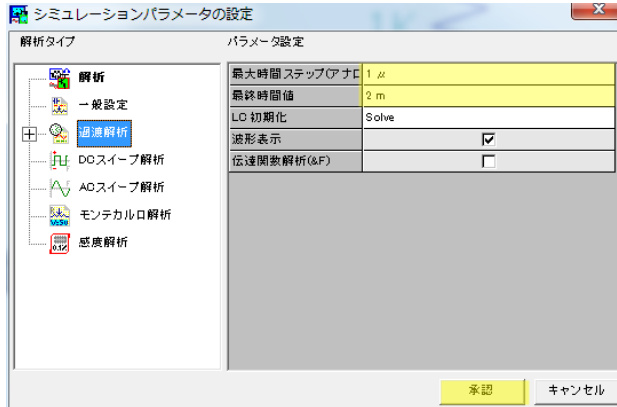 シミュレーションパラメータの設定
解析タイプ
パラメータ設定
解析
一般設定
過渡解析
DCスイープ解析
ACスイープ解析
モンテカルロ解析
感度解析
最大時間ステップ(アナロ 1 μ
最終時間値 2 m
LC 初期化 Solve
波形表示
伝達関数解析(&F)
承認
キャンセル